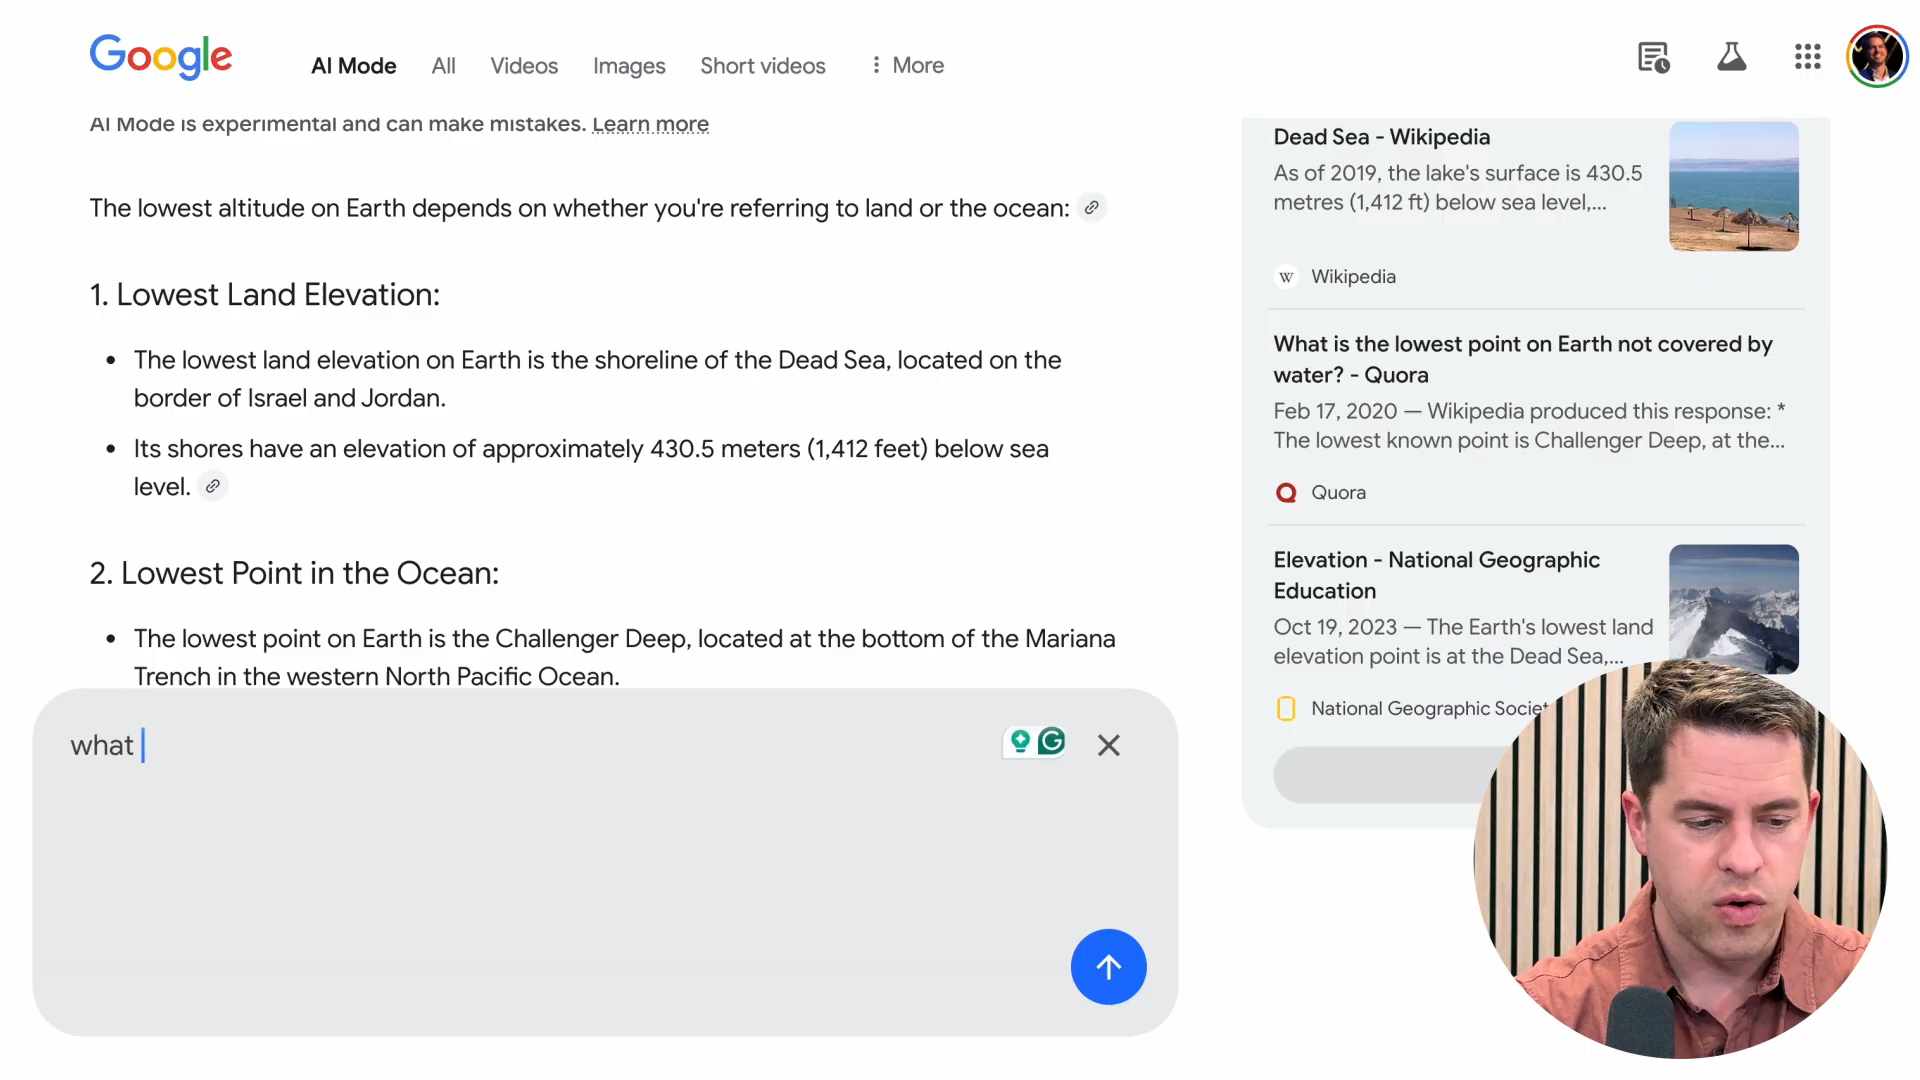 Google
AI Mode
All
Videos
Images
Short videos
More
AI Mode is experimental and can make mistakes. Learn more
The lowest altitude on Earth depends on whether you're referring to land or the ocean:
1. Lowest Land Elevation:
• The lowest land elevation on Earth is the shoreline of the Dead Sea, located on the
border of Israel and Jordan.
• Its shores have an elevation of approximately 430.5 meters (1,412 feet) below sea
level.
2. Lowest Point in the Ocean:
• The lowest point on Earth is the Challenger Deep, located at the bottom of the Mariana
Trench in the western North Pacific Ocean.
what
Dead Sea - Wikipedia
As of 2019, the lake's surface is 430.5
metres (1,412 ft) below sea level,...
W Wikipedia
What is the lowest point on Earth not covered by
water? - Quora
Feb 17, 2020 — Wikipedia produced this response: *
The lowest known point is Challenger Deep, at the...
Quora
Elevation - National Geographic
Education
Oct 19, 2023 — The Earth's lowest land
elevation point is at the Dead Sea,...
National Geographic Societ